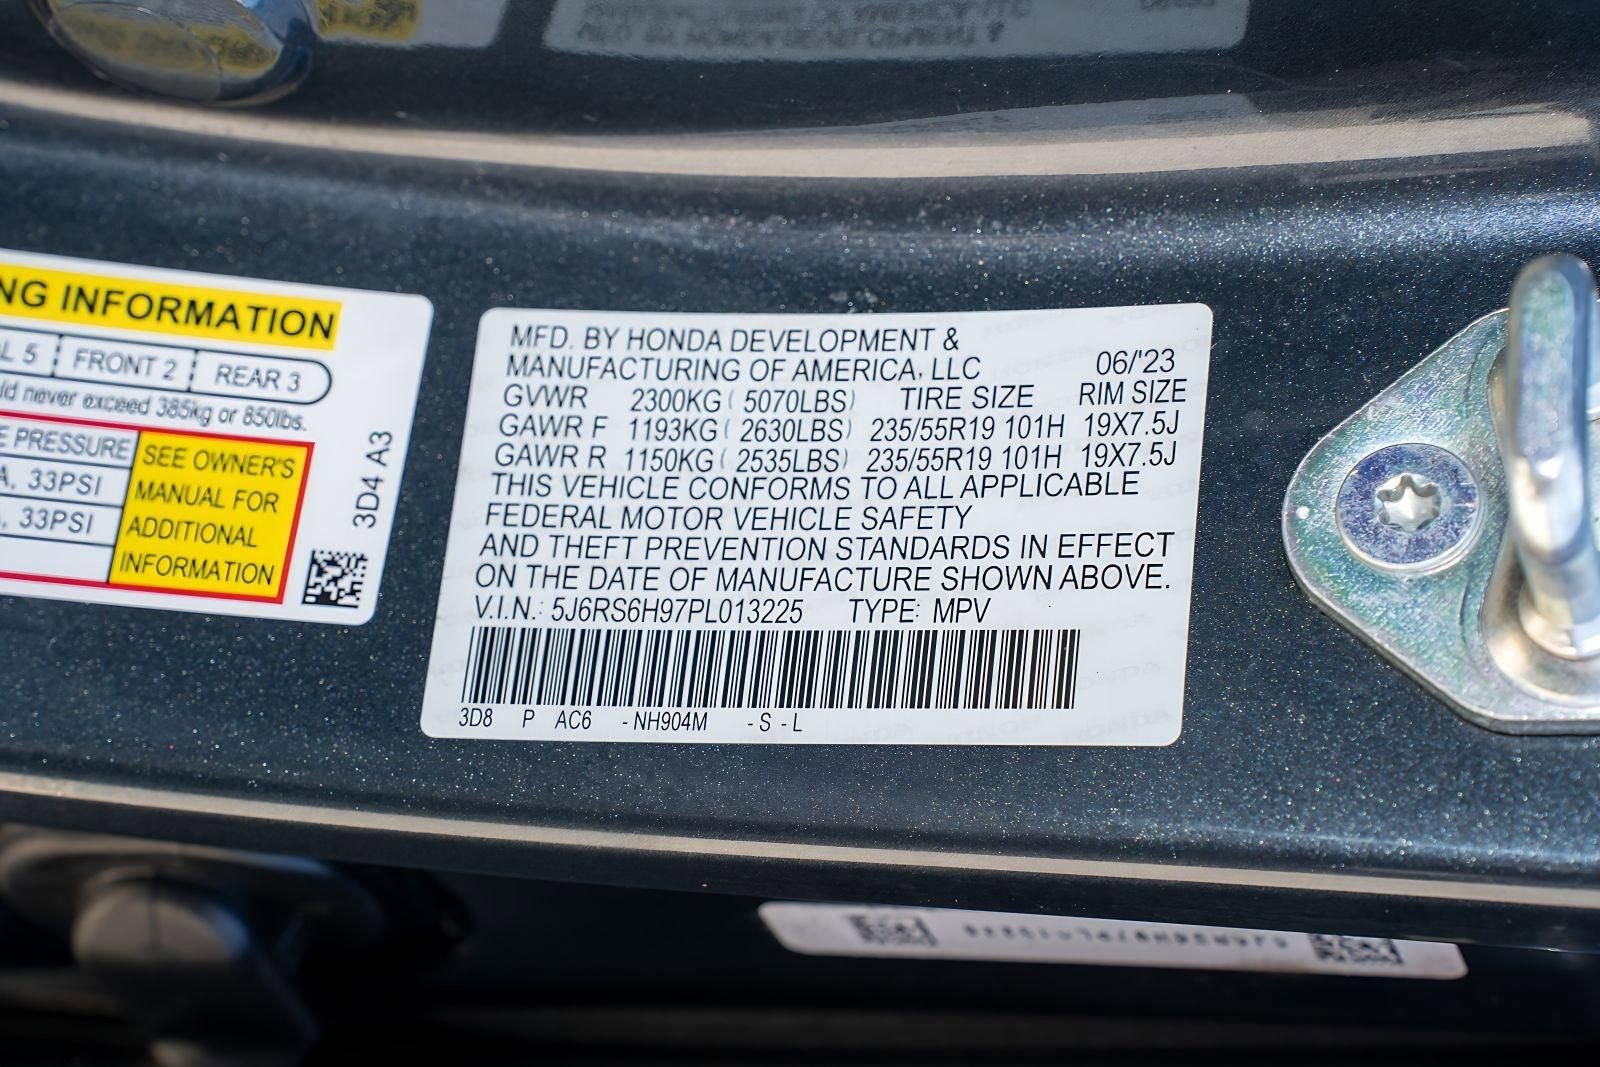 NG INFORMATION
L 5 FRONT 2 REAR 3
ld never exceed 385kg or 850lbs.
E PRESSURE
A, 33PSI
, 33PSI
SEE OWNER'S
MANUAL FOR
ADDITIONAL
INFORMATION
3D4 A3
MFD. BY HONDA DEVELOPMENT &
MANUFACTURING OF AMERICA, LLC 06/'23
GVWR 2300KG ( 5070LBS) TIRE SIZE RIM SIZE
GAWR F 1193KG ( 2630LBS) 235/55R19 101H 19X7.5J
GAWR R 1150KG ( 2535LBS) 235/55R19 101H 19X7.5J
THIS VEHICLE CONFORMS TO ALL APPLICABLE
FEDERAL MOTOR VEHICLE SAFETY
AND THEFT PREVENTION STANDARDS IN EFFECT
ON THE DATE OF MANUFACTURE SHOWN ABOVE.
V.I.N.: 5J6RS6H97PL013225 TYPE: MPV
3D8 P AC6 - NH904M - S - L